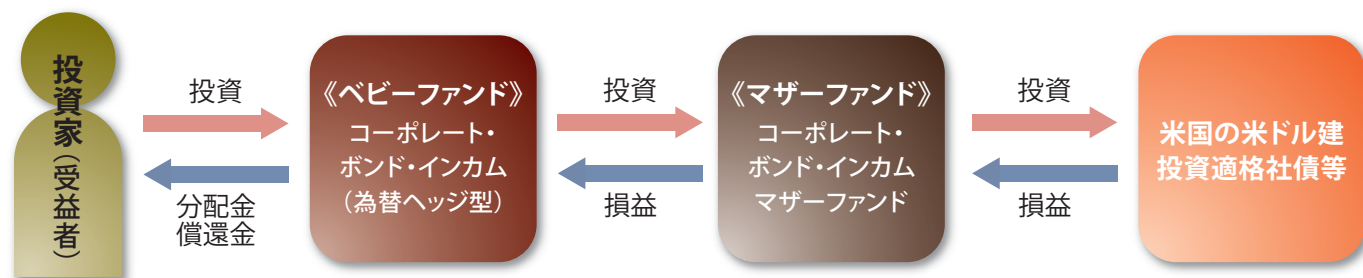 投資家（受益者）
投資
分配金
償還金
《ベビーファンド》
コーポレート・
ボンド・インカム
（為替ヘッジ型）
投資
損益
《マザーファンド》
コーポレート・
ボンド・インカム
マザーファンド
投資
損益
米国の米ドル建
投資適格社債等